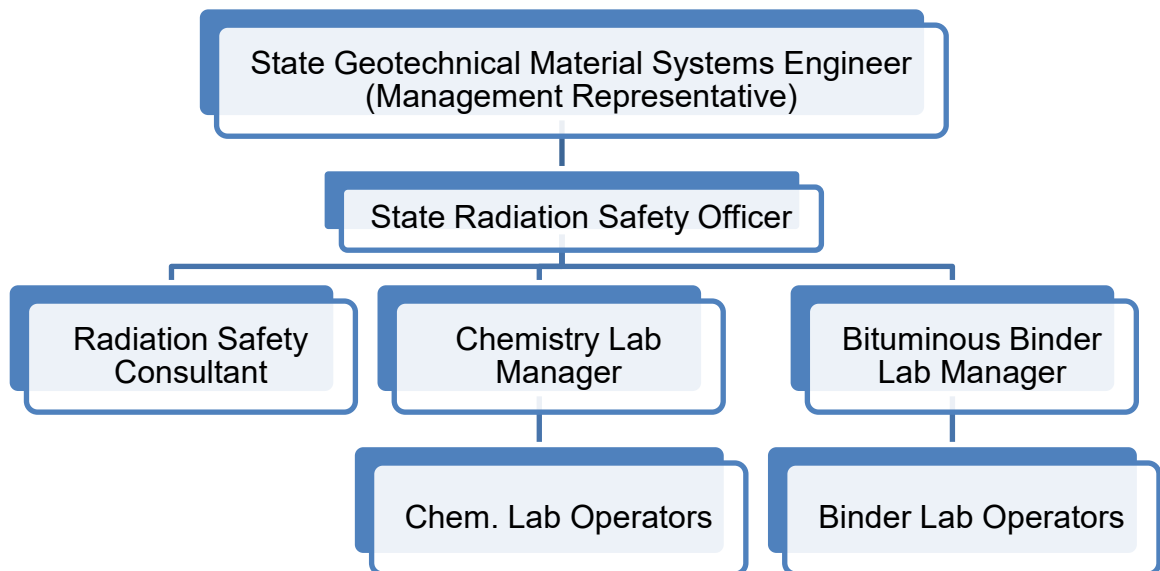 State Geotechnical Material Systems Engineer
(Management Representative)
State Radiation Safety Officer
Radiation Safety
Consultant
Chemistry Lab
Manager
Bituminous Binder
Lab Manager
Chem. Lab Operators
Binder Lab Operators